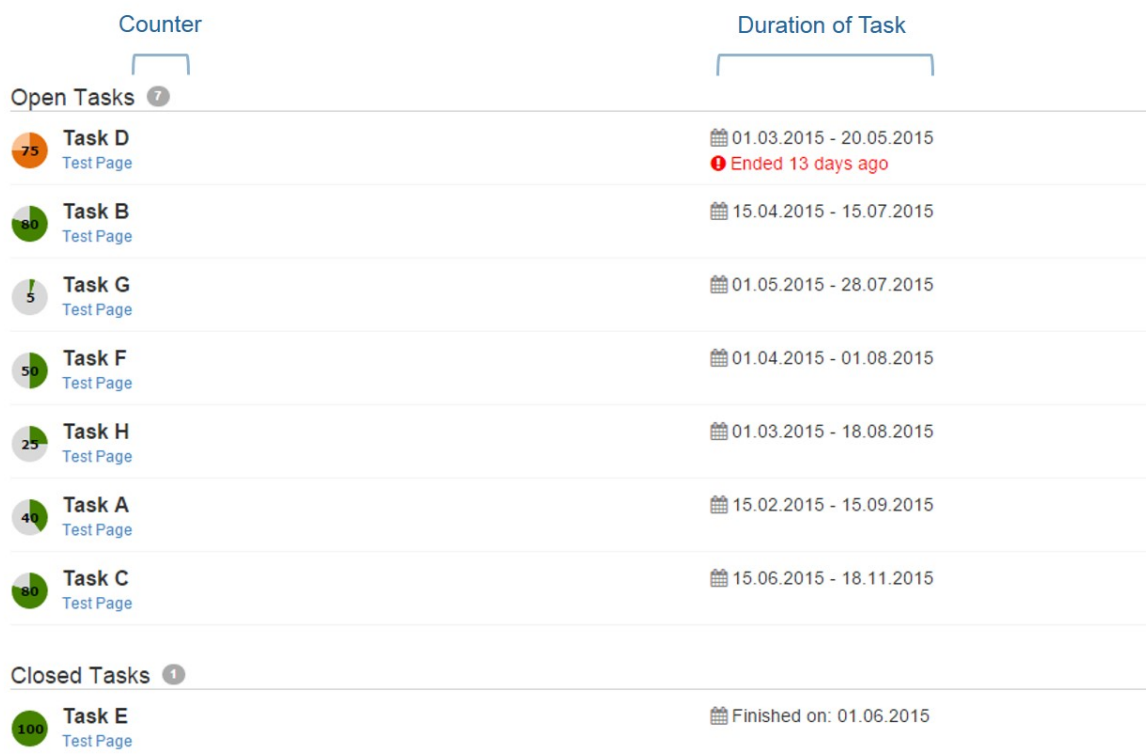 Counter Duration of Task
Open Tasks 7
75 Task D 01.03.2015 - 20.05.2015
Test Page Ended 13 days ago
80 Task B 15.04.2015 - 15.07.2015
Test Page
5 Task G 01.05.2015 - 28.07.2015
Test Page
50 Task F 01.04.2015 - 01.08.2015
Test Page
25 Task H 01.03.2015 - 18.08.2015
Test Page
40 Task A 15.02.2015 - 15.09.2015
Test Page
80 Task C 15.06.2015 - 18.11.2015
Test Page
Closed Tasks 1
100 Task E Finished on: 01.06.2015
Test Page